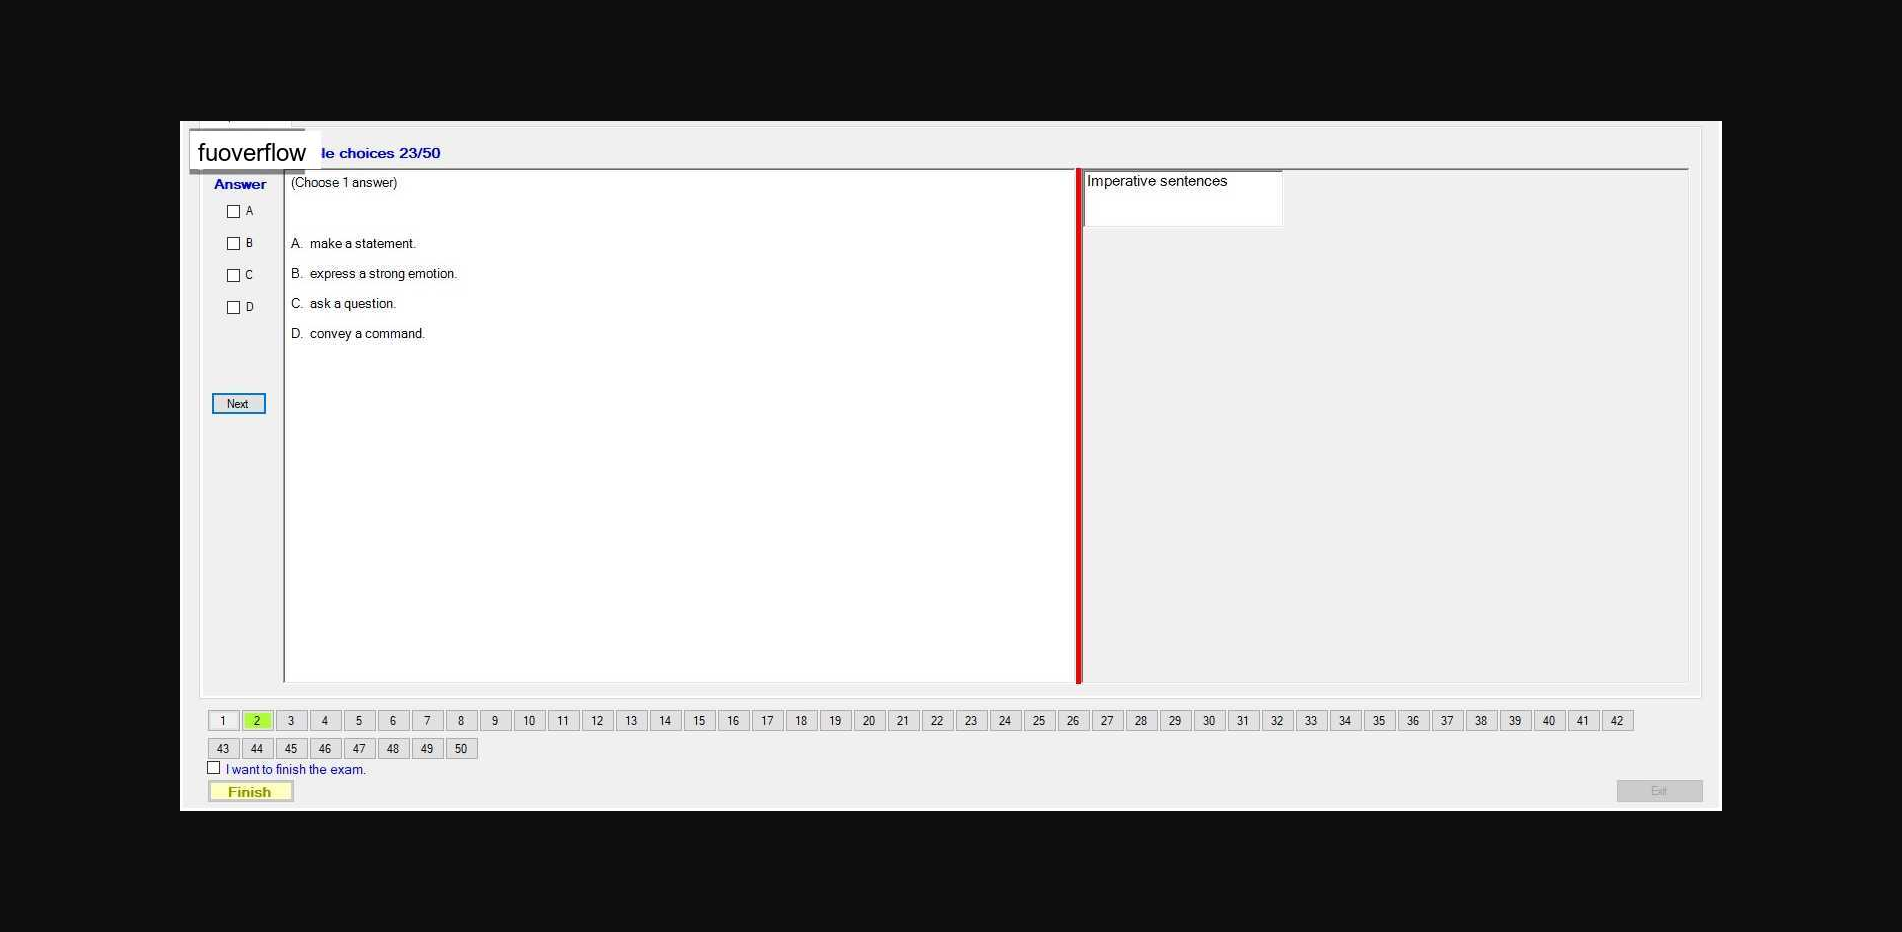 fuoverflow
le choices 23/50
Answer
(Choose 1 answer)
Imperative sentences
A
B
C
D
A. make a statement.
B. express a strong emotion.
C. ask a question.
D. convey a command.
Next
1 2 3 4 5 6 7 8 9 10 11 12 13 14 15 16 17 18 19 20 21 22 23 24 25 26 27 28 29 30 31 32 33 34 35 36 37 38 39 40 41 42
43 44 45 46 47 48 49 50
I want to finish the exam.
Finish
Exit